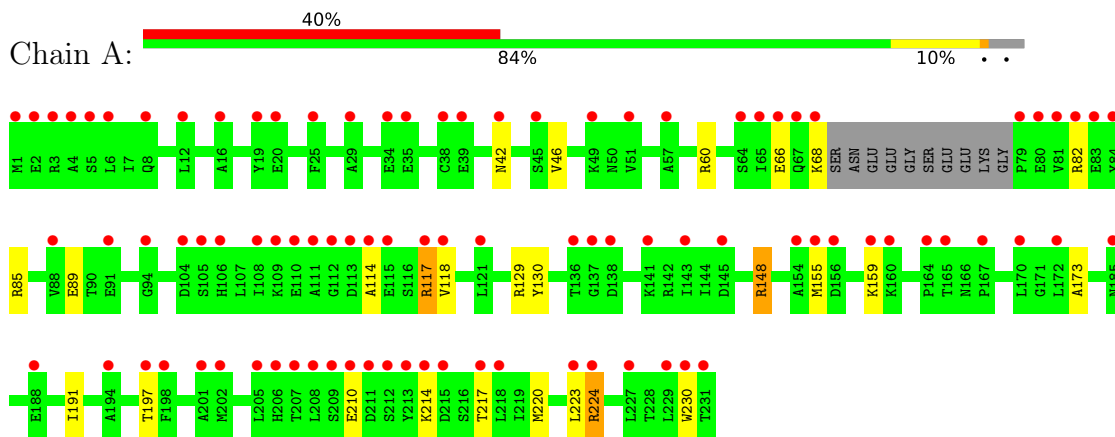 40%
Chain A:
84% 10% • •
M1 E2 R3 A4 S5 L6 I7 Q8 L12 A16 Y19 E20 F25 A29 E34 E35 C38 E39 N42 S45 V46 K49 N50 V51 A57 R60 S64 I65 E66 Q67 K68 SER ASN GLU GLU GLY SER GLU GLU LYS GLY P79 E80 V81 R82 E83 Y84
R85 V88 E89 T90 E91 G94 D104 S105 H106 L107 I108 K109 E110 A111 G112 D113 A114 E115 S116 R117 V118 L121 R129 Y130 T136 G137 D138 K141 R142 I143 I144 D145 R148 A154 M155 D156 K159 K160 P164 T165 N166 P167 L170 G171 L172 A173 N185
E188 I191 A194 T197 F198 A201 M202 L205 H206 T207 L208 S209 E210 D211 S212 Y213 K214 D215 S216 T217 L218 I219 M220 L223 R224 L227 T228 L229 W230 T231